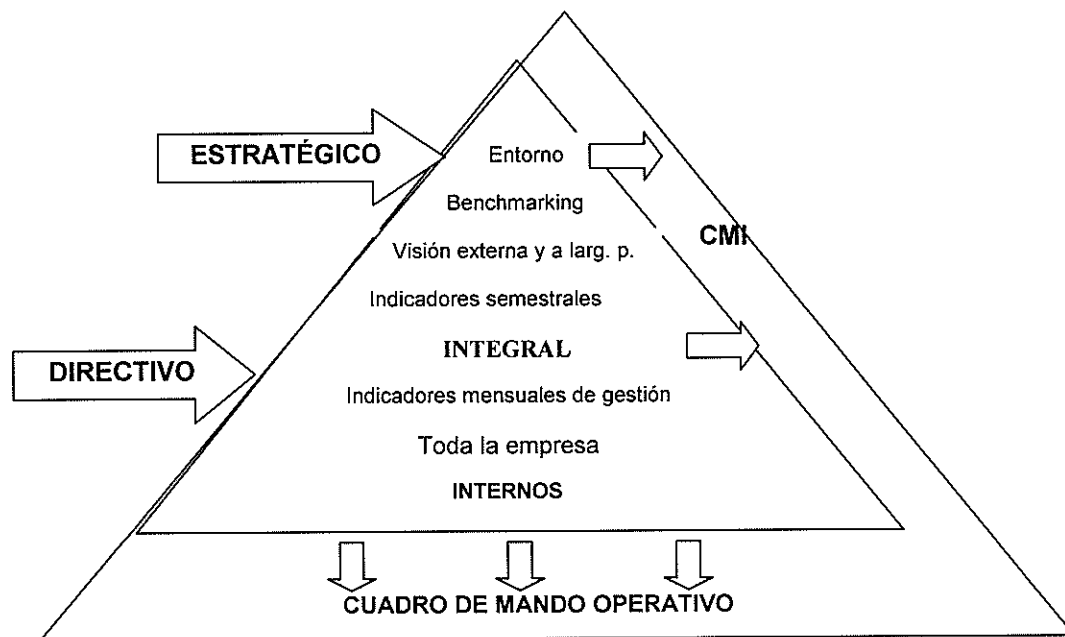 ESTRATÉGICO
Entorno
Benchmarking
CMI
Visión externa y a larg. p.
Indicadores semestrales
INTEGRAL
DIRECTIVO
Indicadores mensuales de gestión
Toda la empresa
INTERNOS
CUADRO DE MANDO OPERATIVO